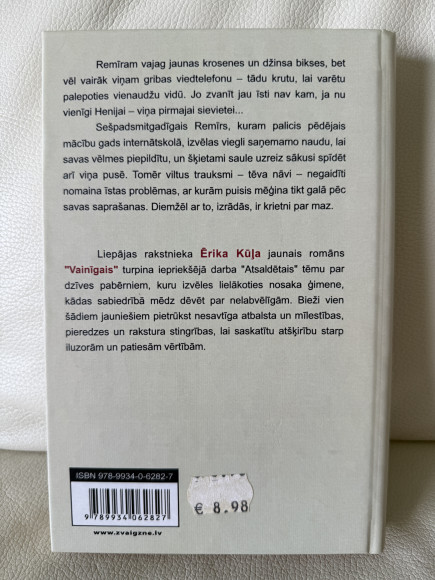 Remīram vajag jaunas krosenes un džinsa bikses, bet
vēl vairāk viņam gribas viedtelefonu – tādu krutu, lai varētu
palepoties vienaudžu vidū. Jo zvanīt jau īsti nav kam, ja nu
vienīgi Henijai – viņa pirmajai sievietei...
Sešpadsmitgadīgais Remīrs, kuram palicis pēdējais
mācību gads internātskolā, izvēlas viegli saņemamo naudu, lai
savas vēlmes piepildītu, un šķietami saule uzreiz sākusi spīdēt
arī viņa pusē. Tomēr viltus trauksmi – tēva nāvi – negaidīti
nomaina īstas problēmas, ar kurām puisis mēģina tikt galā pēc
savas saprašanas. Diemžēl ar to, izrādās, ir krietni par maz.
Liepājas rakstnieka Ērika Kūļa jaunais romāns
"Vainīgais" turpina iepriekšējā darba "Atsaldētais" tēmu par
dzīves pabērniem, kuru izvēles lielākoties nosaka ģimene,
kādas sabiedrībā mēdz dēvēt par nelabvēlīgām. Bieži vien
šādiem jauniešiem pietrūkst nesavtīga atbalsta un mīlestības,
pieredzes un rakstura stingrības, lai saskatītu atšķirību starp
iluzorām un patiesām vērtībām.
ISBN 978-9934-0-6282-7
9 789934 062827
www.zvaigzne.lv
€ 8.98